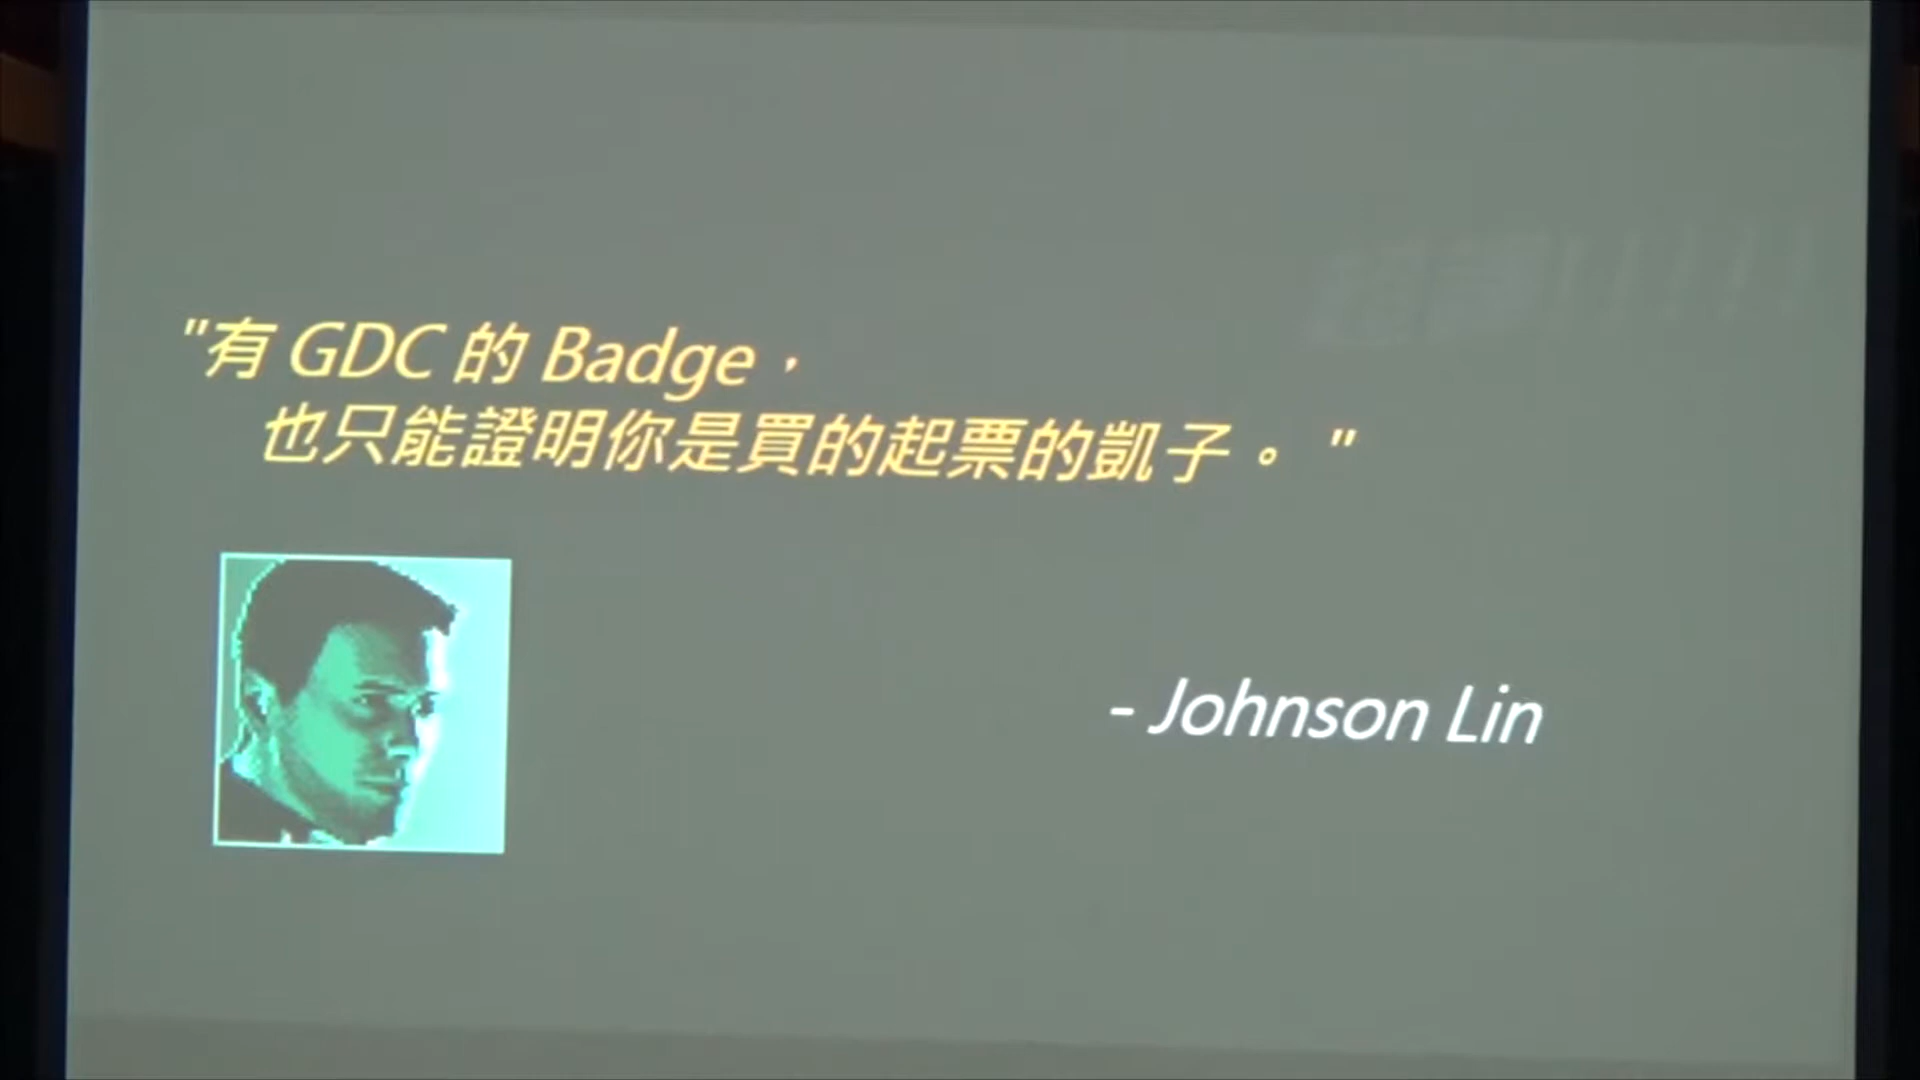 "有 GDC 的 Badge，
也只能證明你是買的起票的凱子。"
- Johnson Lin